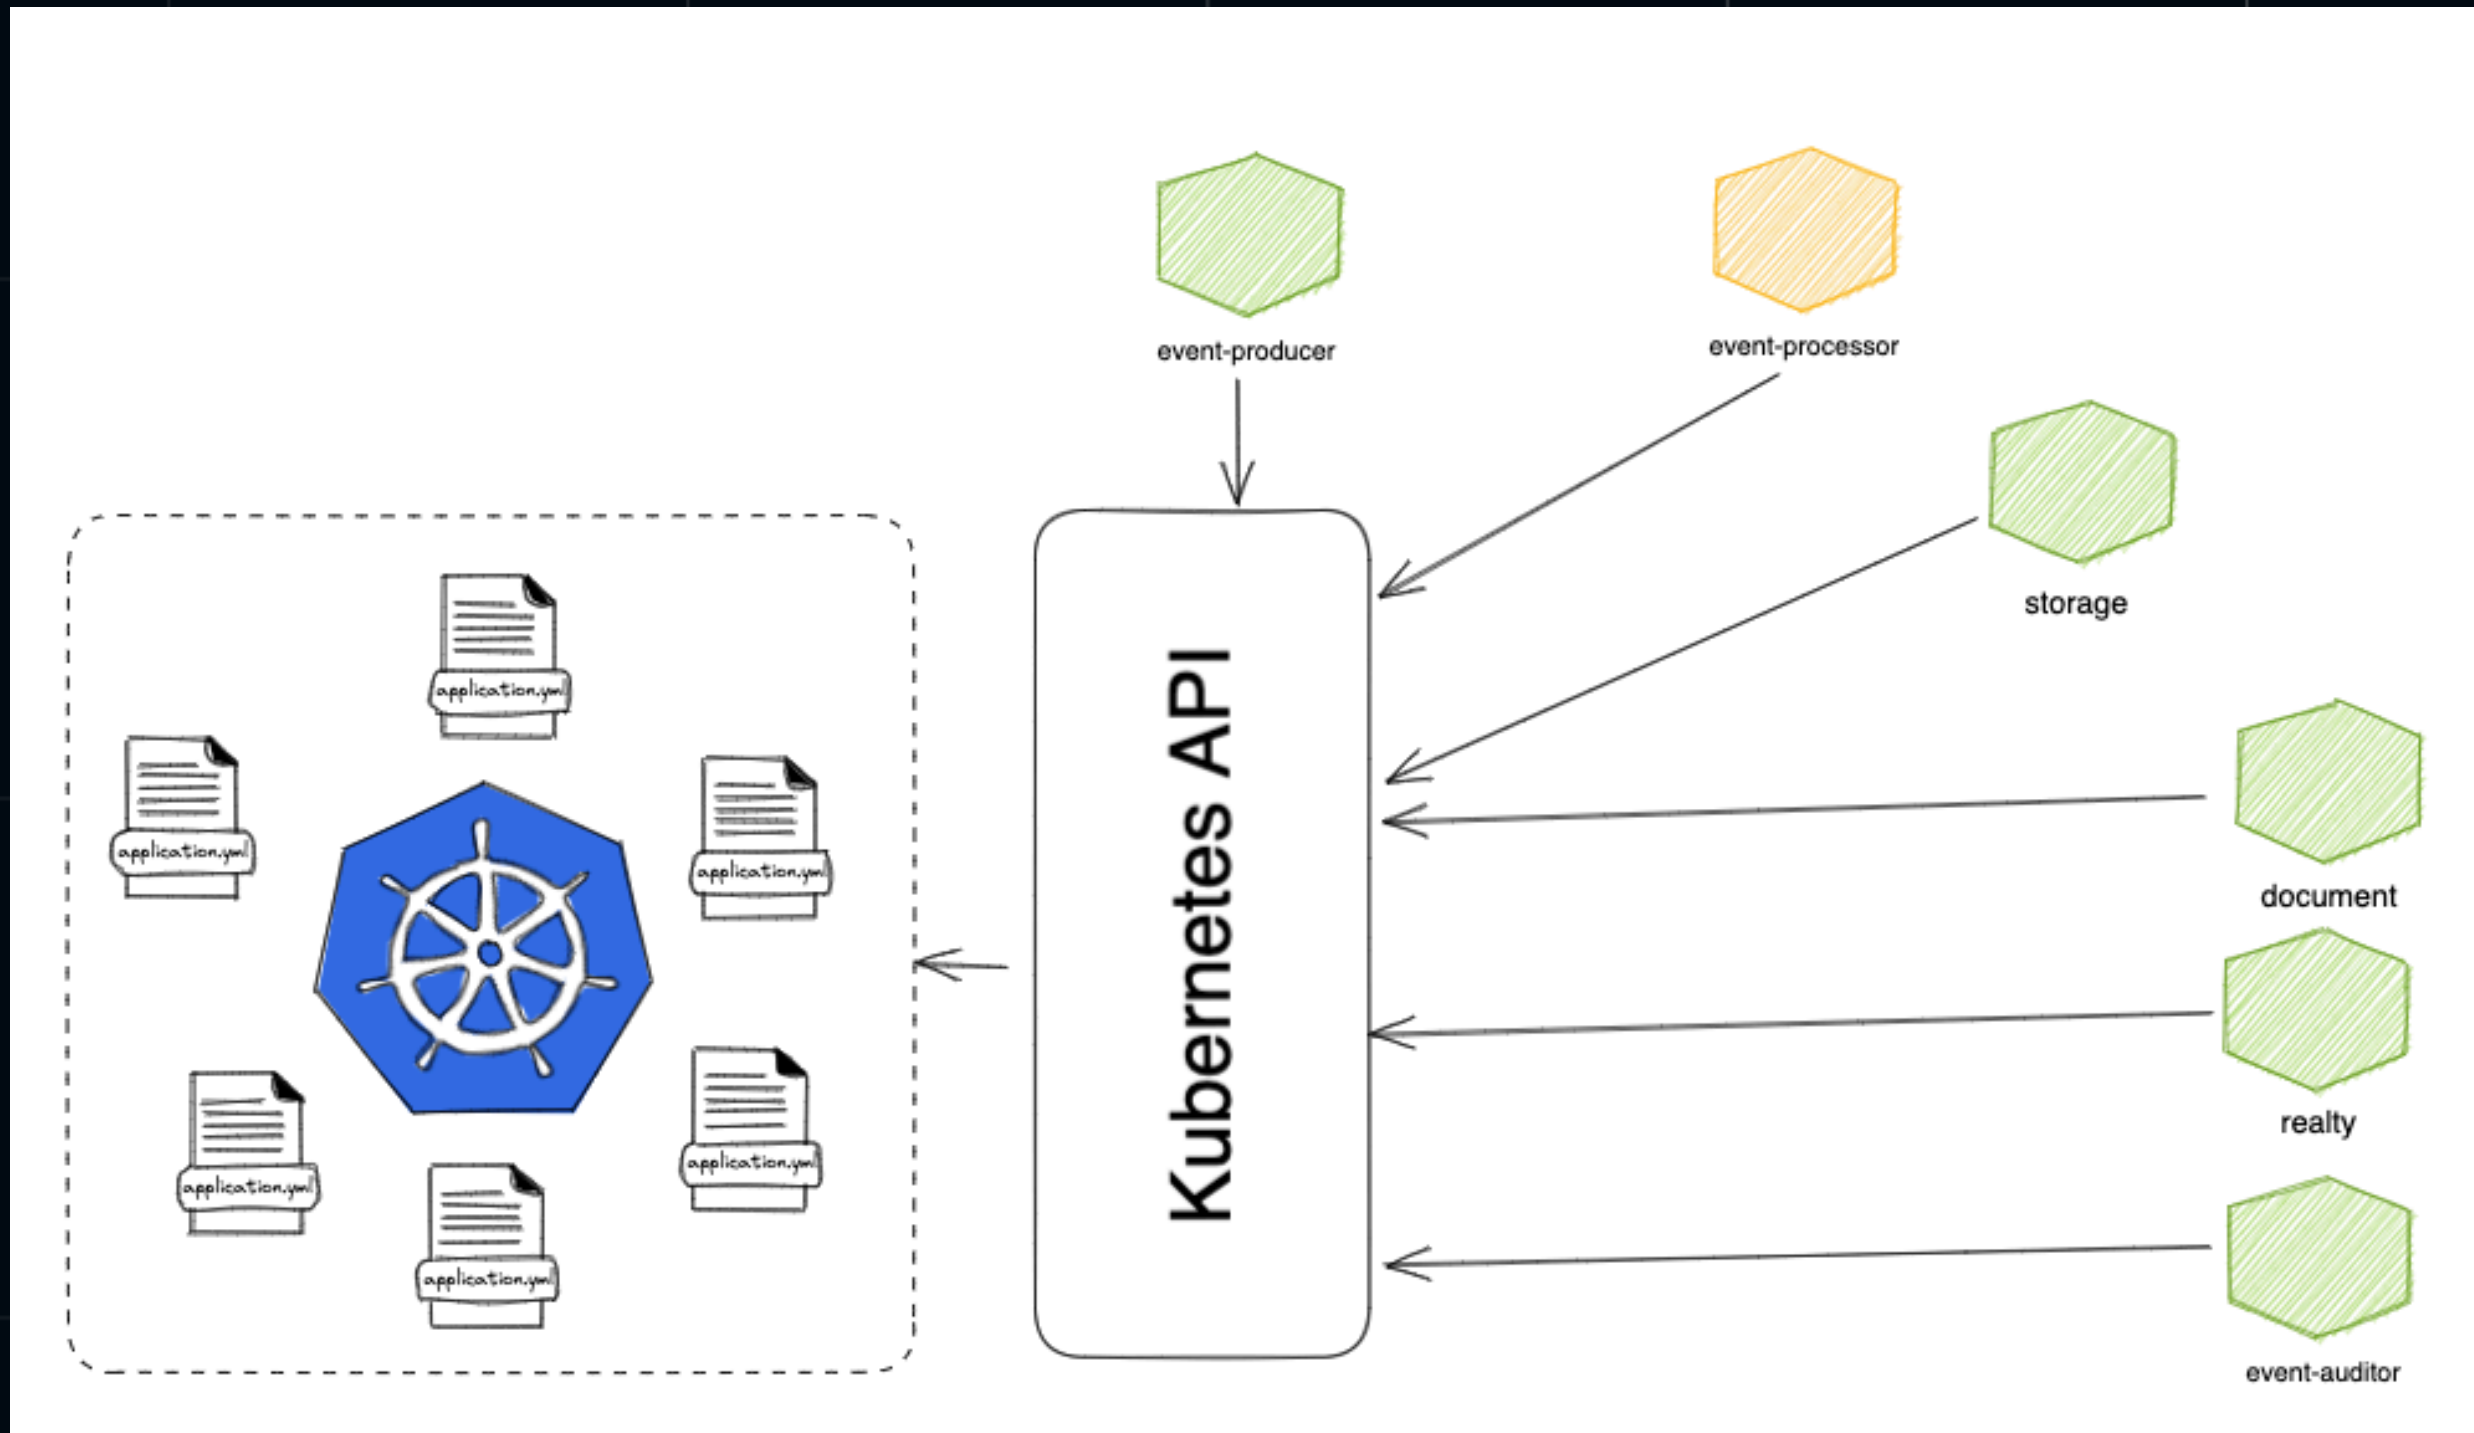 event-producer
event-processor
storage
application.yml
application.yml
application.yml
Kubernetes API
document
realty
application.yml
application.yml
application.yml
event-auditor